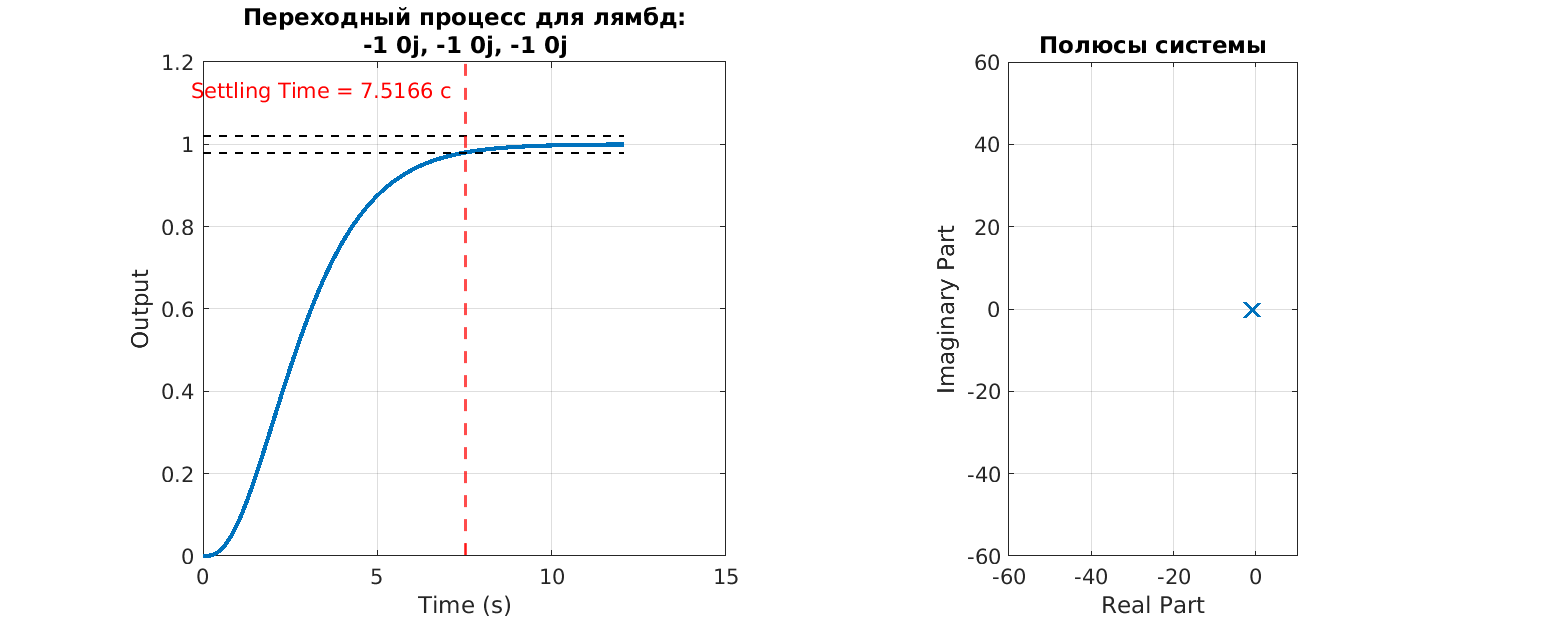 Переходный процесс для лямбд:
-1 0j, -1 0j, -1 0j
Settling Time = 7.5166 c
1.2
1
0.8
0.6
0.4
0.2
0
Output
0
5
10
15
Time (s)
Полюсы системы
60
40
20
0
-20
-40
-60
Imaginary Part
-60
-40
-20
0
Real Part